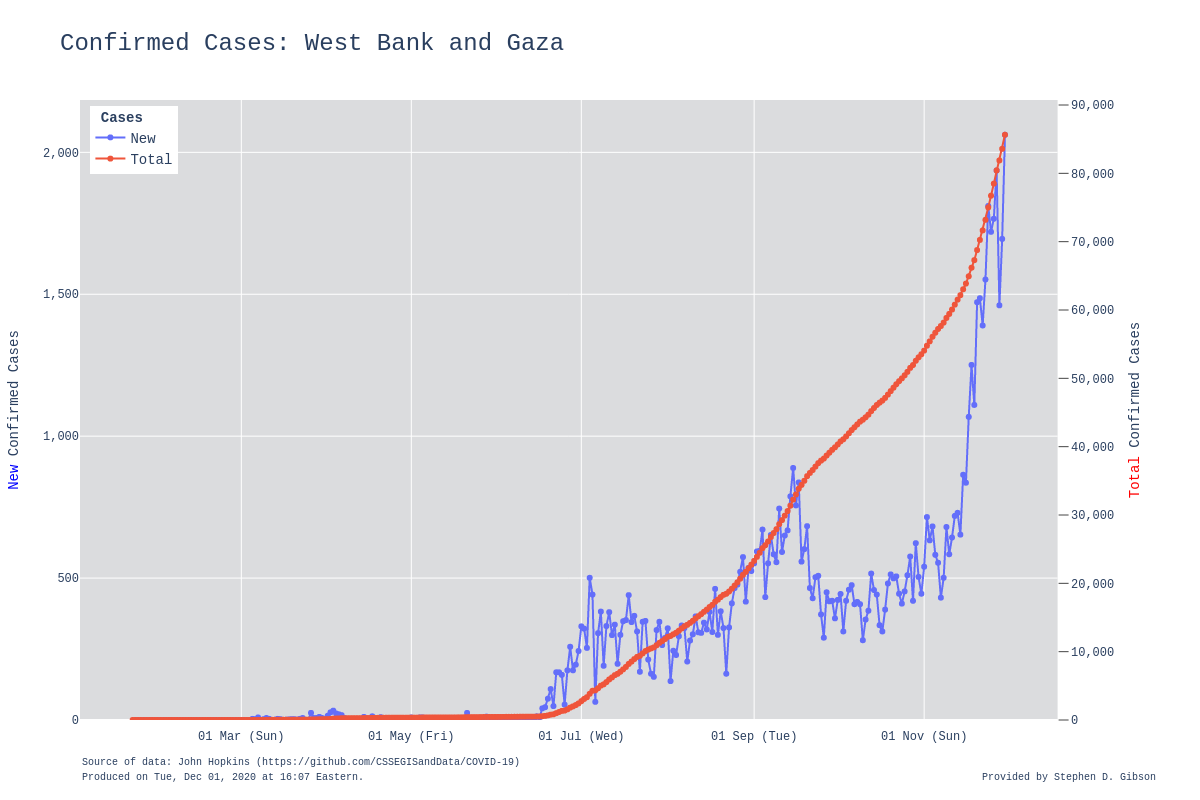 Confirmed Cases: West Bank and Gaza
Cases
New
Total
2,000
1,500
1,000
500
0
New Confirmed Cases
90,000
80,000
70,000
60,000
50,000
40,000
30,000
20,000
10,000
0
Total Confirmed Cases
01 Mar (Sun)
01 May (Fri)
01 Jul (Wed)
01 Sep (Tue)
01 Nov (Sun)
Source of data: John Hopkins (https://github.com/CSSEGISandData/COVID-19)
Produced on Tue, Dec 01, 2020 at 16:07 Eastern.
Provided by Stephen D. Gibson